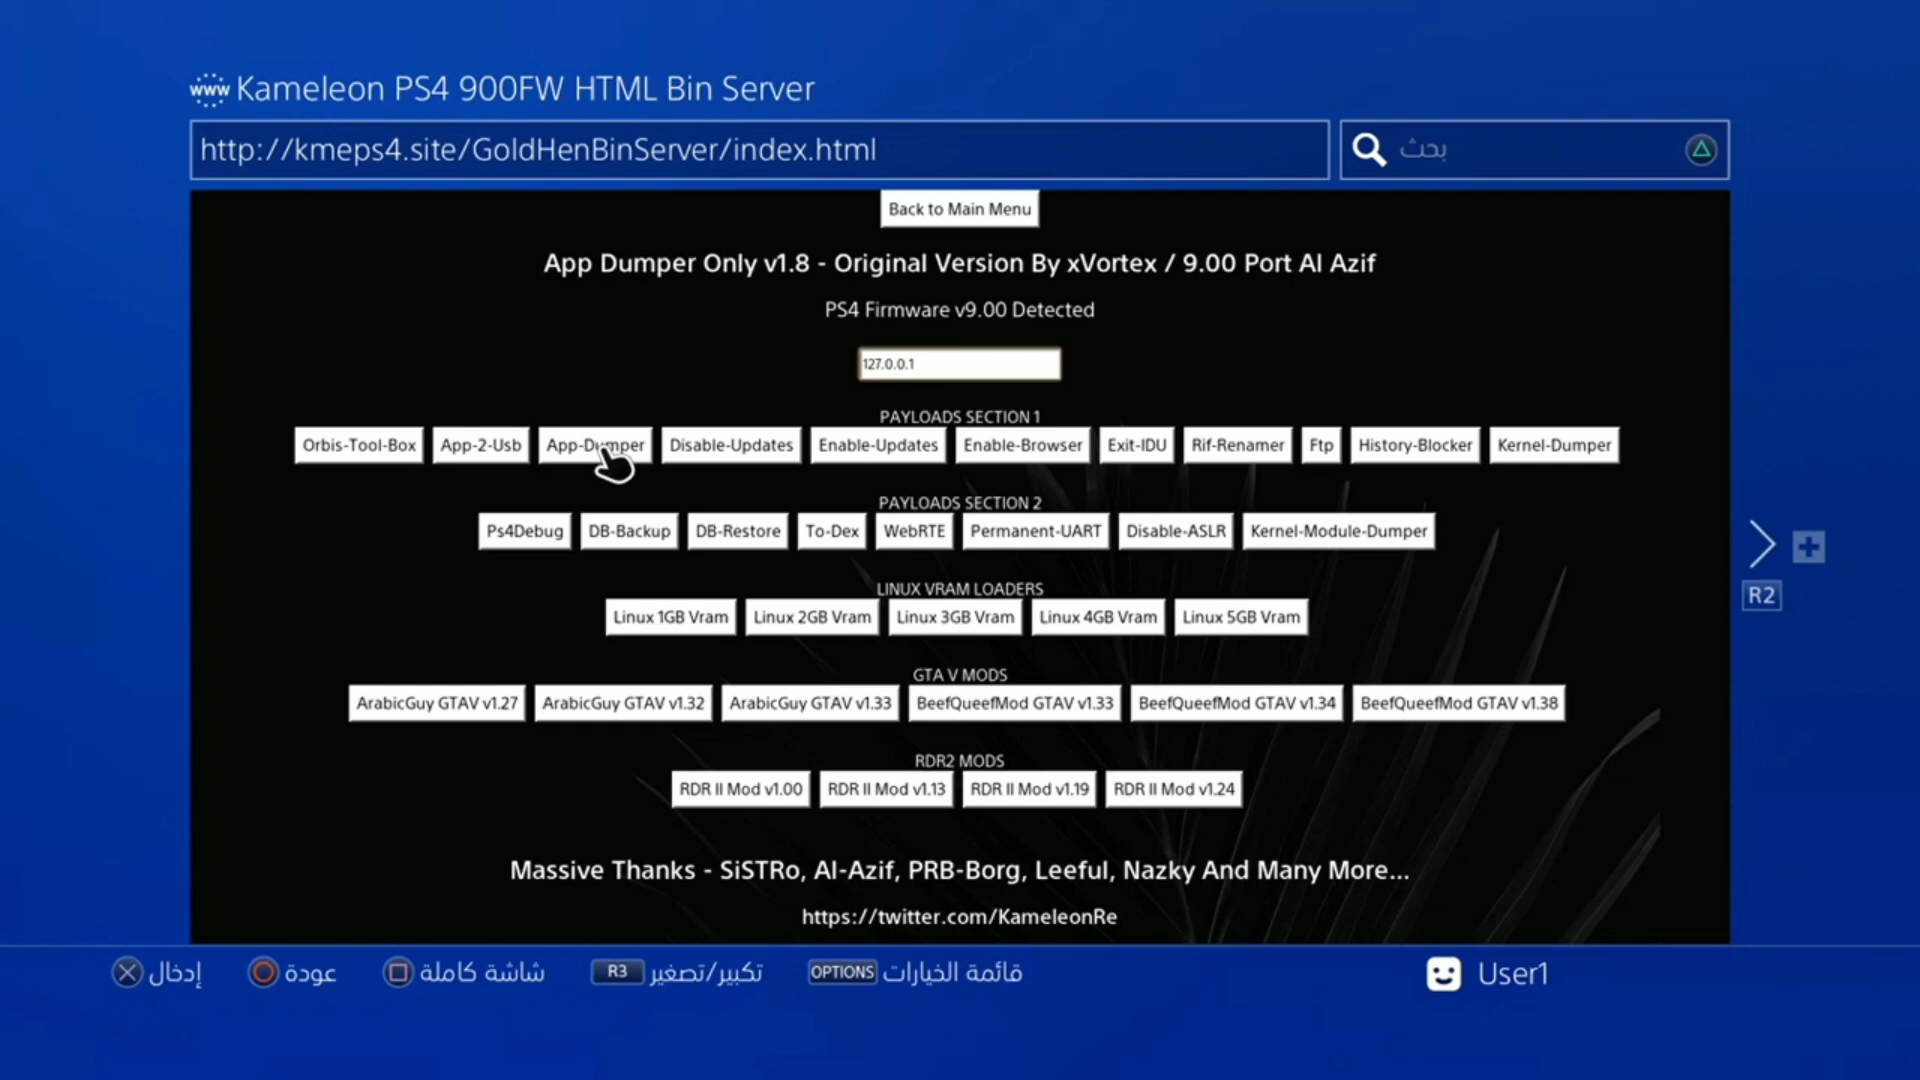 www Kameleon PS4 900FW HTML Bin Server
http://kmeps4.site/GoldHenBinServer/index.html
بحث
Back to Main Menu
App Dumper Only v1.8 - Original Version By xVortex / 9.00 Port Al Azif
PS4 Firmware v9.00 Detected
127.0.0.1
PAYLOADS SECTION 1
Orbis-Tool-Box App-2-Usb App-Dumper Disable-Updates Enable-Updates Enable-Browser Exit-IDU Rif-Renamer Ftp History-Blocker Kernel-Dumper
PAYLOADS SECTION 2
Ps4Debug DB-Backup DB-Restore To-Dex WebRTE Permanent-UART Disable-ASLR Kernel-Module-Dumper
R2
LINUX VRAM LOADERS
Linux 1GB Vram Linux 2GB Vram Linux 3GB Vram Linux 4GB Vram Linux 5GB Vram
GTA V MODS
ArabicGuy GTAV v1.27 ArabicGuy GTAV v1.32 ArabicGuy GTAV v1.33 BeefQueefMod GTAV v1.33 BeefQueefMod GTAV v1.34 BeefQueefMod GTAV v1.38
RDR2 MODS
RDR II Mod v1.00 RDR II Mod v1.13 RDR II Mod v1.19 RDR II Mod v1.24
Massive Thanks - SiSTRo, Al-Azif, PRB-Borg, Leeful, Nazky And Many More...
https://twitter.com/KameleonRe
إدخال عودة شاشة كاملة R3 تكبير/تصغير OPTIONS قائمة الخيارات User1